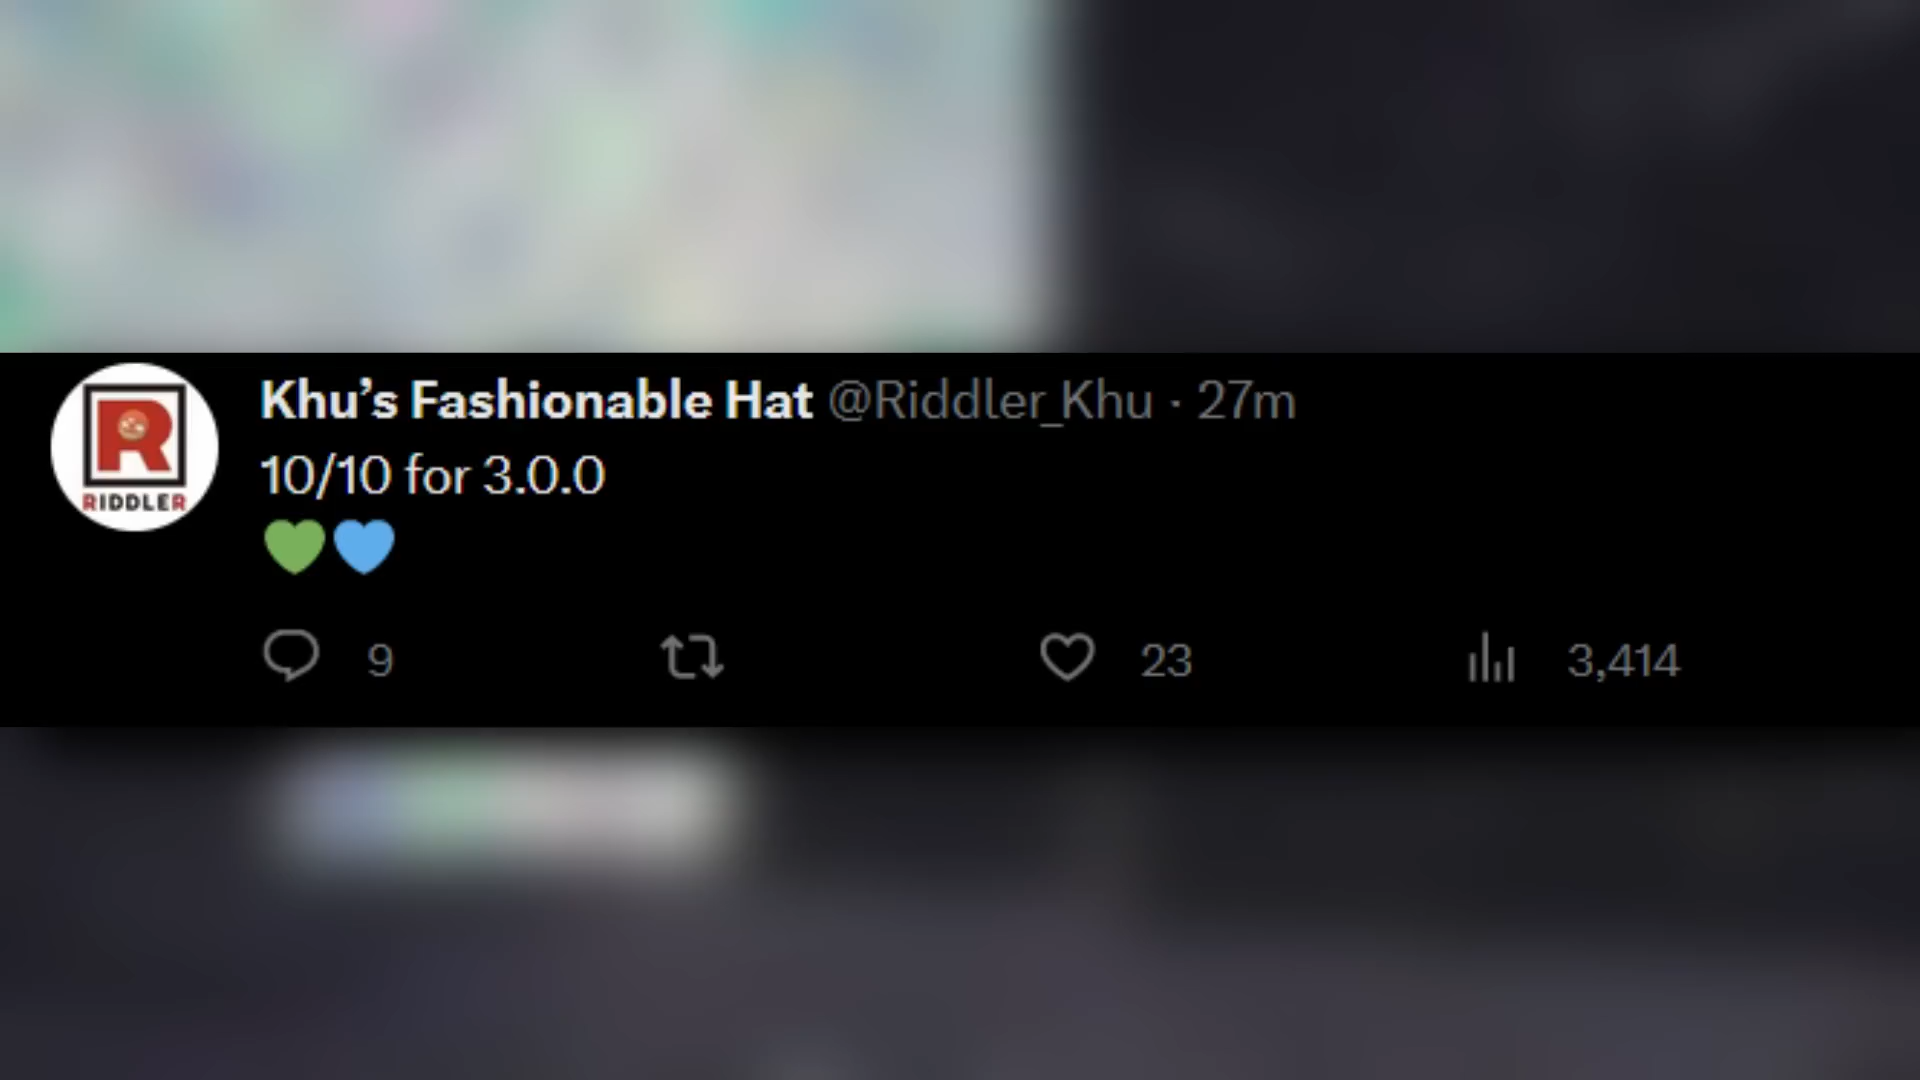 Khu’s Fashionable Hat @Riddler_Khu · 27m
10/10 for 3.0.0
💚💙
RIDDLER
9 23 3,414